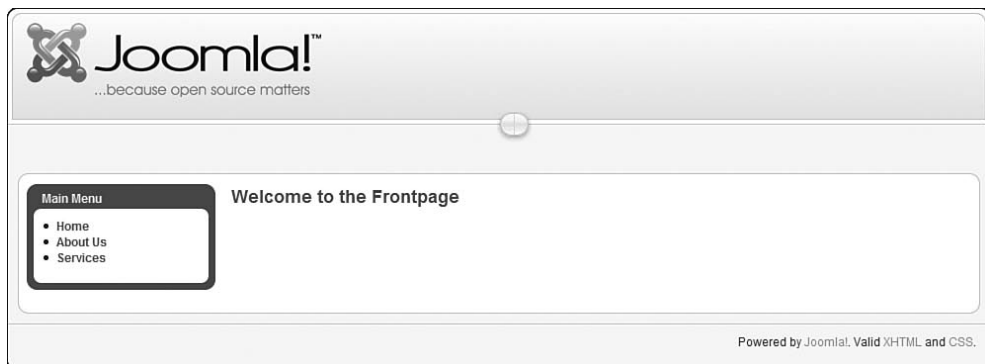 Joomla!™
...because open source matters
Main Menu
Welcome to the Frontpage
Home
About Us
Services
Powered by Joomla!. Valid XHTML and CSS.